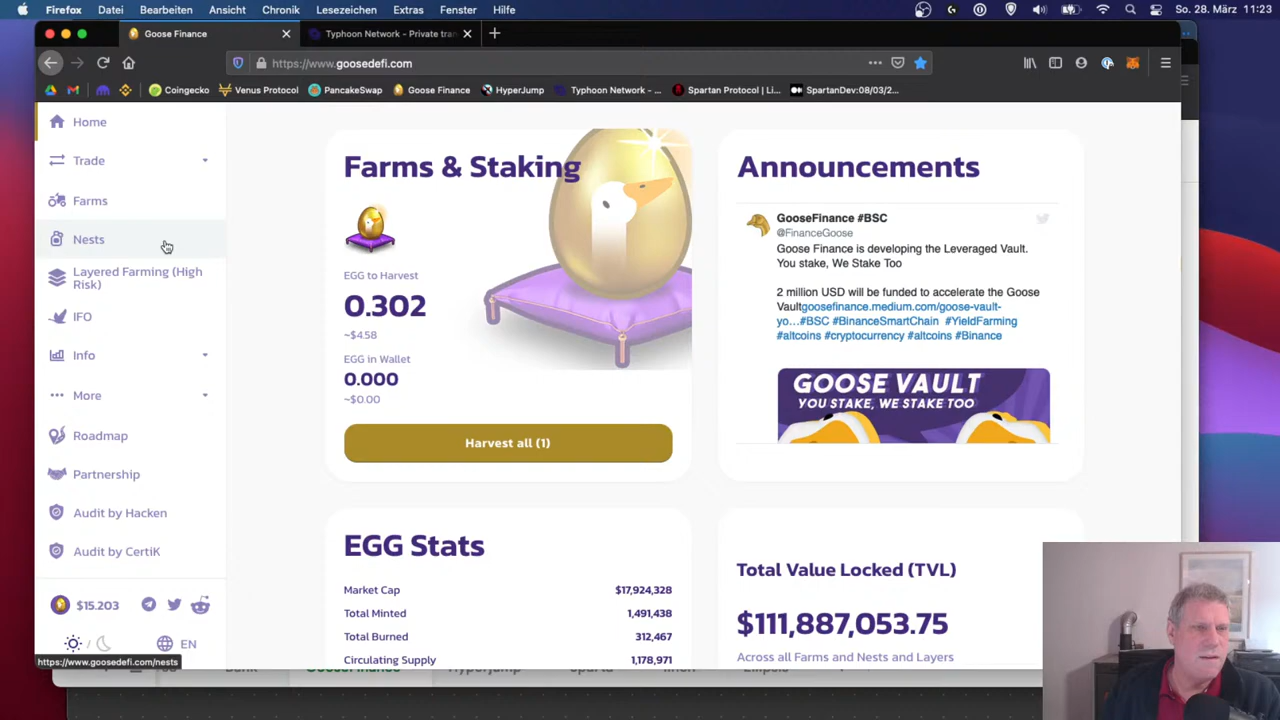 Firefox Datei Bearbeiten Ansicht Chronik Lesezeichen Extras Fenster Hilfe So. 28. März 11:23
Goose Finance
Typhoon Network - Private tran
https://www.goosedefi.com
Coingecko Venus Protocol PancakeSwap Goose Finance HyperJump Typhoon Network - ... Spartan Protocol | Li... SpartanDev:08/03/2...
Home
Trade
Farms
Nests
Layered Farming (High
Risk)
IFO
Info
More
Roadmap
Partnership
Audit by Hacken
Audit by CertiK
$15.203
/
EN
https://www.goosedefi.com/nests
Farms & Staking
EGG to Harvest
0.302
~$4.58
EGG in Wallet
0.000
~$0.00
Harvest all (1)
Announcements
GooseFinance #BSC
@FinanceGoose
Goose Finance is developing the Leveraged Vault.
You stake, We Stake Too
2 million USD will be funded to accelerate the Goose
Vaultgoosefinance.medium.com/goose-vault-
yo...#BSC #BinanceSmartChain #YieldFarming
#altcoins #cryptocurrency #altcoins #Binance
GOOSE VAULT
YOU STAKE, WE STAKE TOO
EGG Stats
Market Cap $17,924,328
Total Minted 1,491,438
Total Burned 312,467
Circulating Supply 1,178,971
Total Value Locked (TVL)
$111,887,053.75
Across all Farms and Nests and Layers